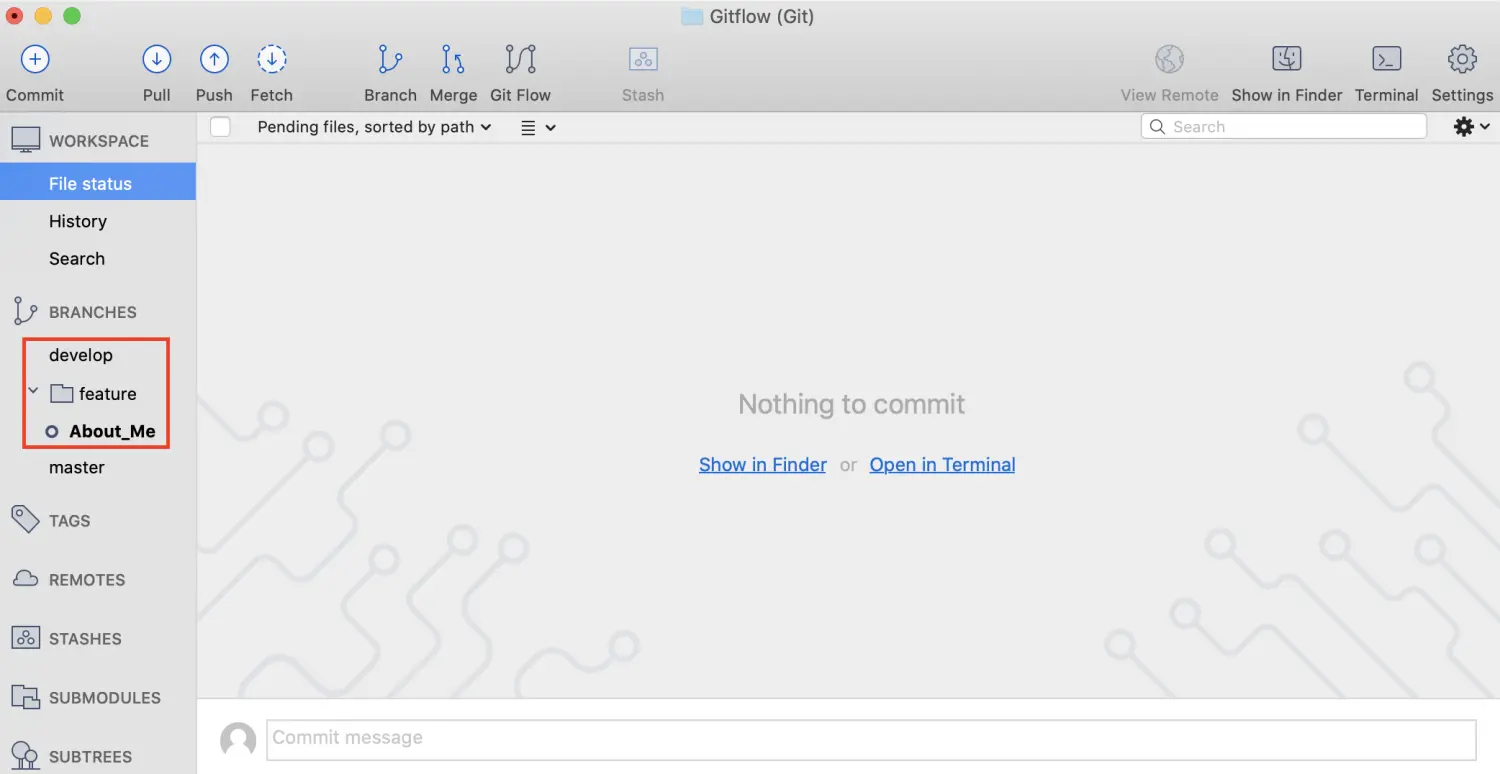 Gitflow (Git)
Commit Pull Push Fetch Branch Merge Git Flow Stash View Remote Show in Finder Terminal Settings
Pending files, sorted by path Search
WORKSPACE
File status
History
Search
BRANCHES
develop
feature
About_Me
master
TAGS
REMOTES
STASHES
SUBMODULES
SUBTREES
Nothing to commit
Show in Finder or Open in Terminal
Commit message